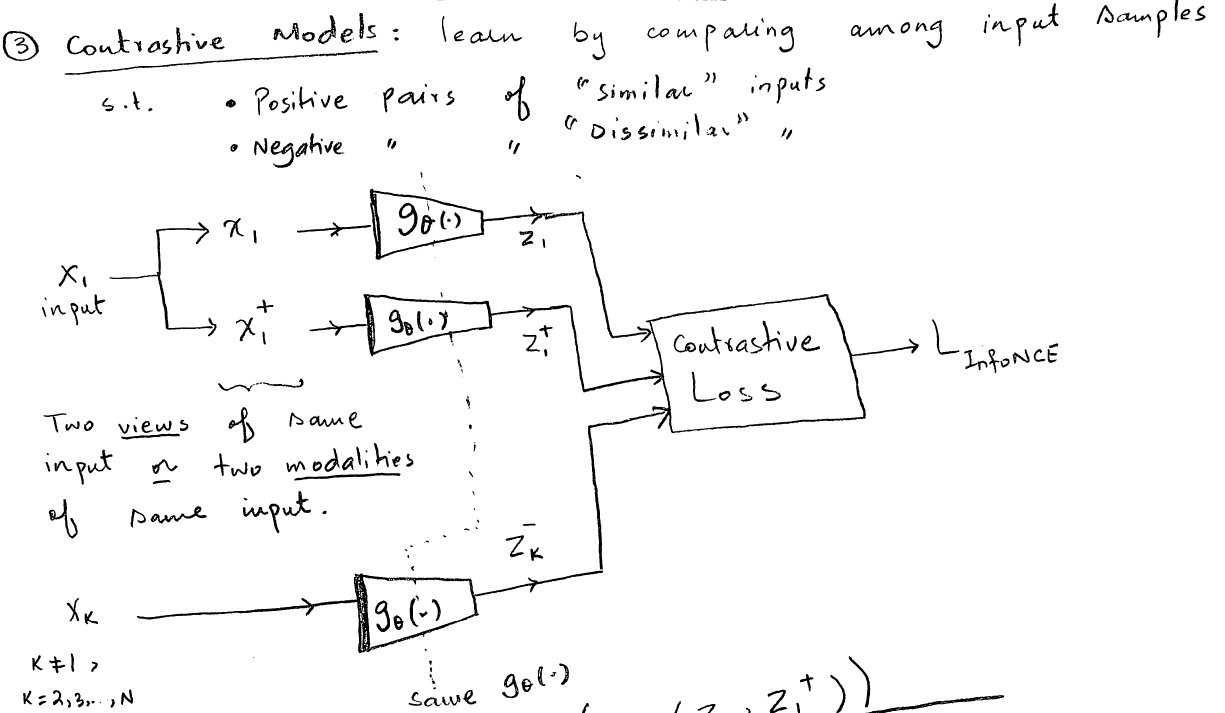 ③ Contrastive Models : learn by comparing among input samples
s.t. • Positive pairs of "Similar" inputs
• Negative " " "Dissimilar" "
x₁ gθ(·) z₁
X₁
input
x₁⁺ gθ(·) z₁⁺
Contrastive
Loss
L InfoNCE
Two views of same
input or two modalities
of same input.
z̄ₖ
Xₖ gθ(·)
K ≠ 1 ,
K = 2,3,..,N
same gθ(·)
z₁⁺))